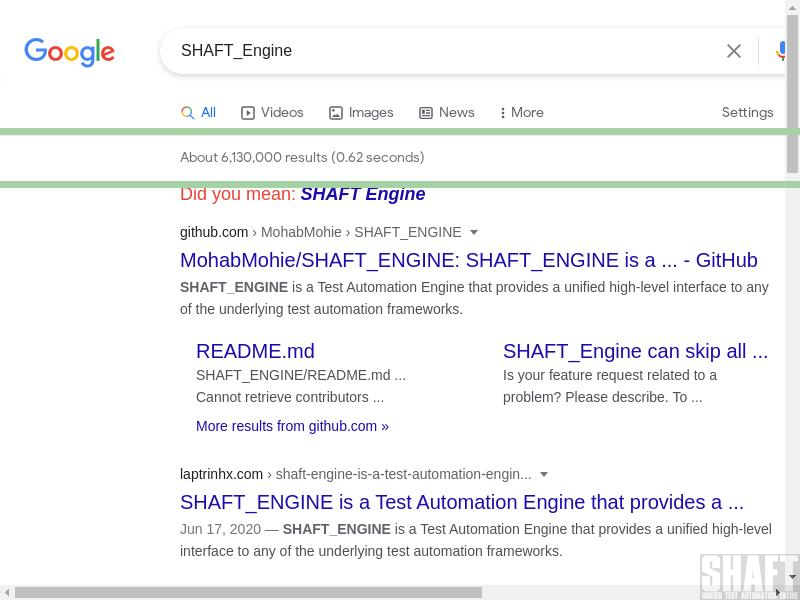 Google
SHAFT_Engine
All Videos Images News More Settings
About 6,130,000 results (0.62 seconds)
Did you mean: SHAFT Engine
github.com › MohabMohie › SHAFT_ENGINE
MohabMohie/SHAFT_ENGINE: SHAFT_ENGINE is a ... - GitHub
SHAFT_ENGINE is a Test Automation Engine that provides a unified high-level interface to any
of the underlying test automation frameworks.
README.md
SHAFT_ENGINE/README.md ...
Cannot retrieve contributors ...
SHAFT_Engine can skip all ...
Is your feature request related to a
problem? Please describe. To ...
More results from github.com »
laptrinhx.com › shaft-engine-is-a-test-automation-engin...
SHAFT_ENGINE is a Test Automation Engine that provides a ...
Jun 17, 2020 — SHAFT_ENGINE is a Test Automation Engine that provides a unified high-level
interface to any of the underlying test automation frameworks.
SHAFT